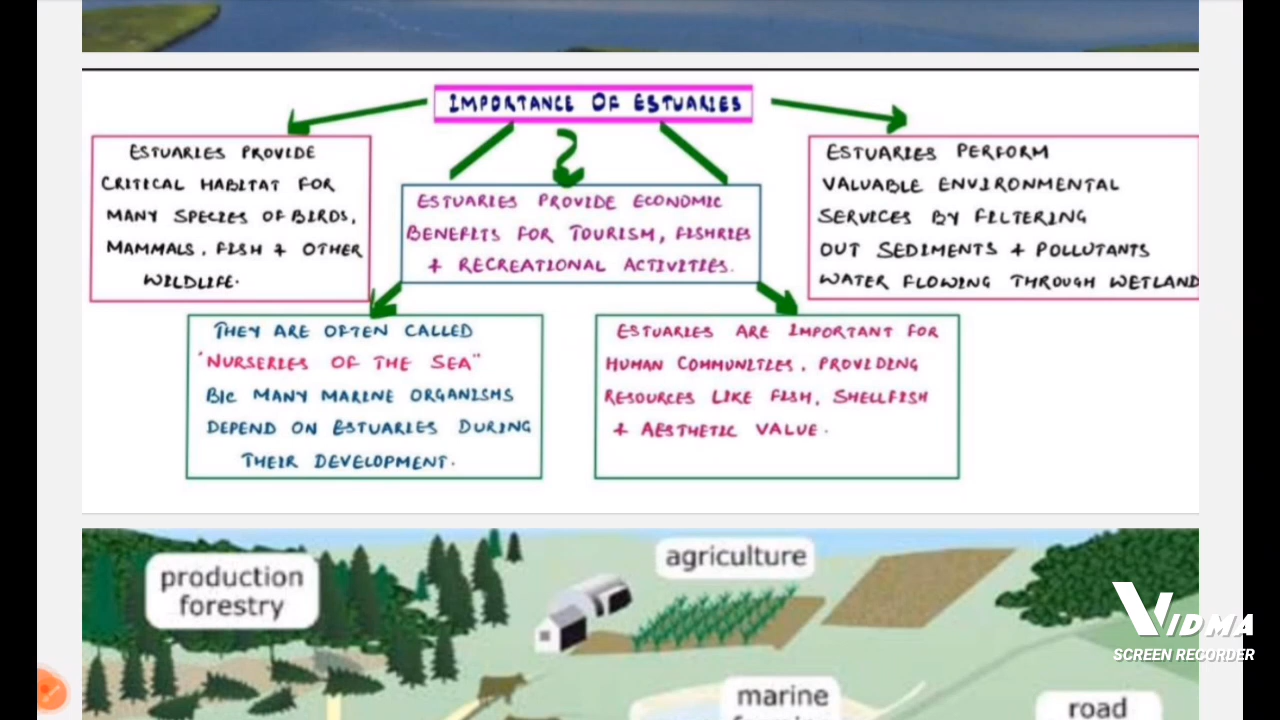 IMPORTANCE OF ESTUARIES
ESTUARIES PROVIDE
CRITICAL HABITAT FOR
MANY SPECIES OF BIRDS,
MAMMALS, FISH + OTHER
WILDLIFE.
ESTUARIES PROVIDE ECONOMIC
BENEFITS FOR TOURISM, FISHRIES
+ RECREATIONAL ACTIVITIES.
ESTUARIES PERFORM
VALUABLE ENVIRONMENTAL
SERVICES BY FILTERING
OUT SEDIMENTS + POLLUTANTS
WATER FLOWING THROUGH WETLAND
THEY ARE OFTEN CALLED
"NURSERIES OF THE SEA"
B/C MANY MARINE ORGANISMS
DEPEND ON ESTUARIES DURING
THEIR DEVELOPMENT.
ESTUARIES ARE IMPORTANT FOR
HUMAN COMMUNITIES, PROVIDING
RESOURCES LIKE FISH, SHELLFISH
+ AESTHETIC VALUE.
production
forestry
agriculture
marine
road
VIDMA
SCREEN RECORDER